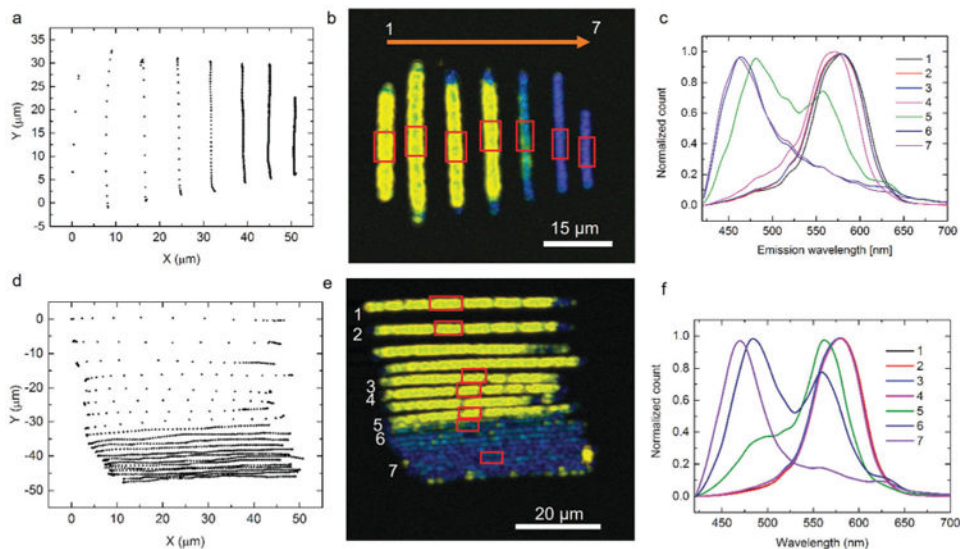 a
35
30
25
20
15
10
5
0
-5
Y (μm)
0 10 20 30 40 50
X (μm)
b
1 7
15 μm
c
1.0
0.8
0.6
0.4
0.2
0.0
Normalized count
450 500 550 600 650 700
Emission wavelength [nm]
1
2
3
4
5
6
7
d
0
-10
-20
-30
-40
-50
Y (μm)
0 10 20 30 40 50
X (μm)
e
1
2
3
4
5
6
7
20 μm
f
1.0
0.8
0.6
0.4
0.2
0.0
Normalized count
450 500 550 600 650 700
Wavelength (nm)
1
2
3
4
5
6
7